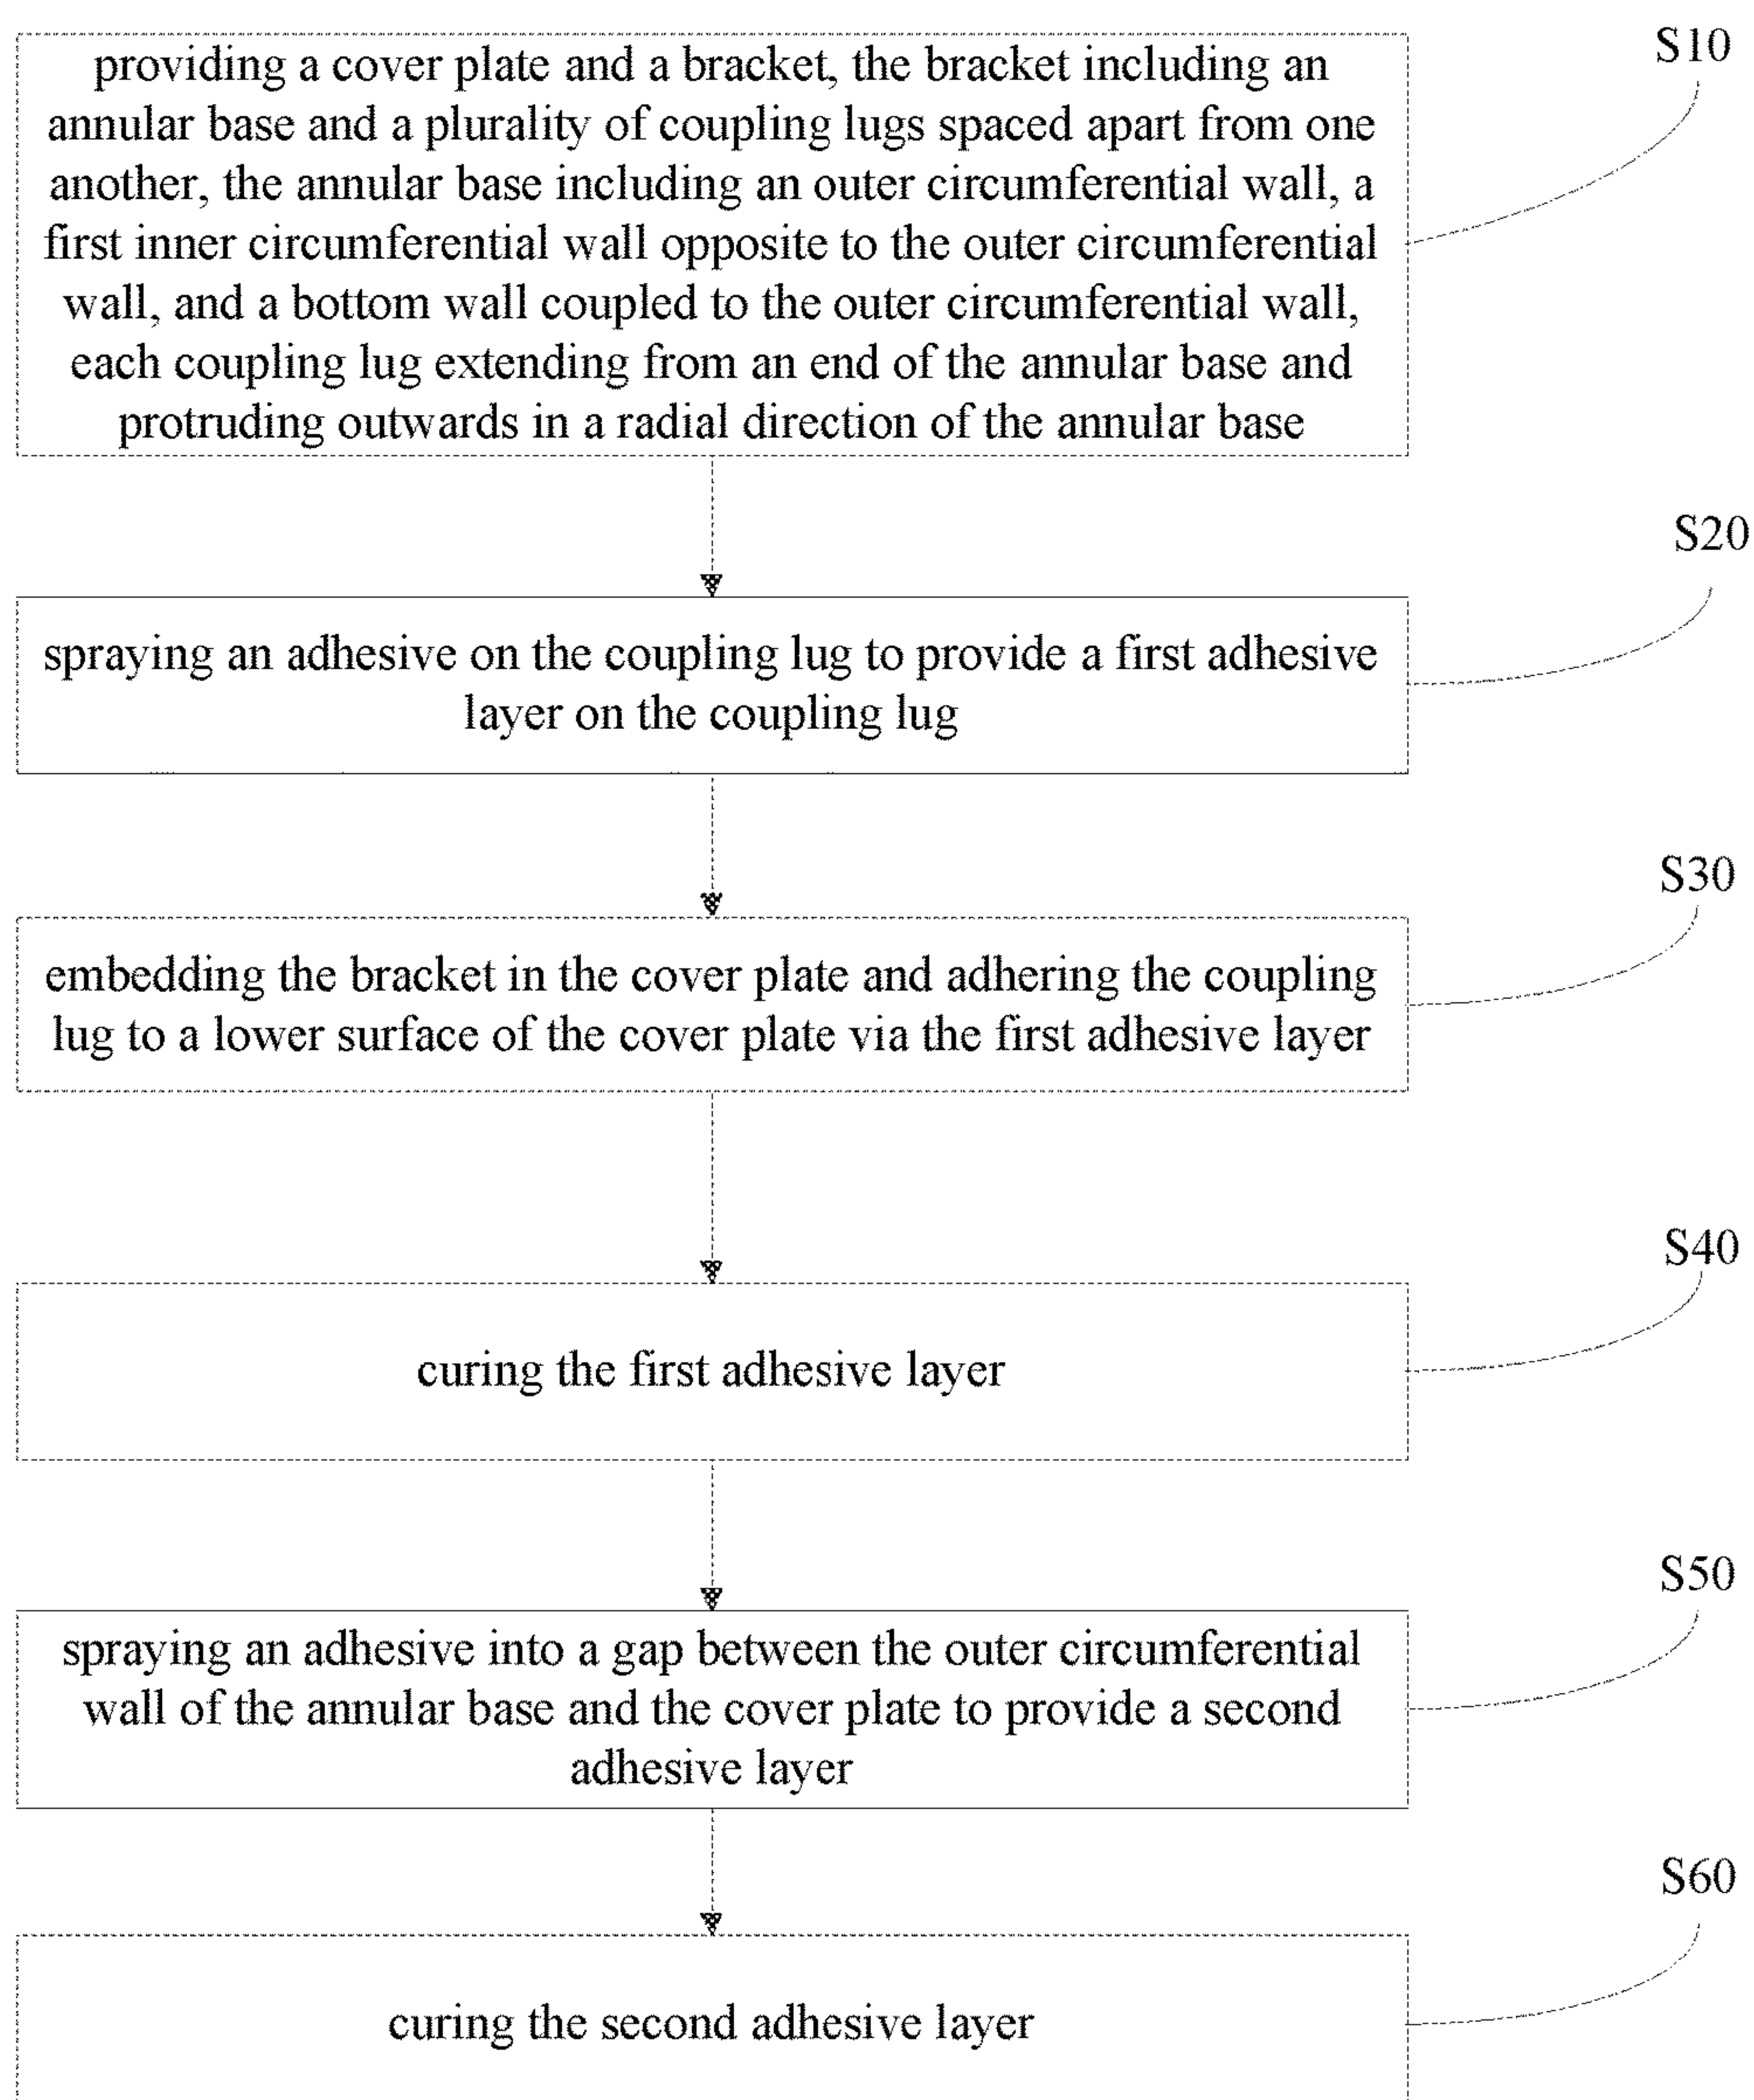 providing a cover plate and a bracket, the bracket including an
annular base and a plurality of coupling lugs spaced apart from one
another, the annular base including an outer circumferential wall, a
first inner circumferential wall opposite to the outer circumferential
wall, and a bottom wall coupled to the outer circumferential wall,
each coupling lug extending from an end of the annular base and
protruding outwards in a radial direction of the annular base
S10
S20
spraying an adhesive on the coupling lug to provide a first adhesive
layer on the coupling lug
S30
embedding the bracket in the cover plate and adhering the coupling
lug to a lower surface of the cover plate via the first adhesive layer
S40
curing the first adhesive layer
S50
spraying an adhesive into a gap between the outer circumferential
wall of the annular base and the cover plate to provide a second
adhesive layer
S60
curing the second adhesive layer